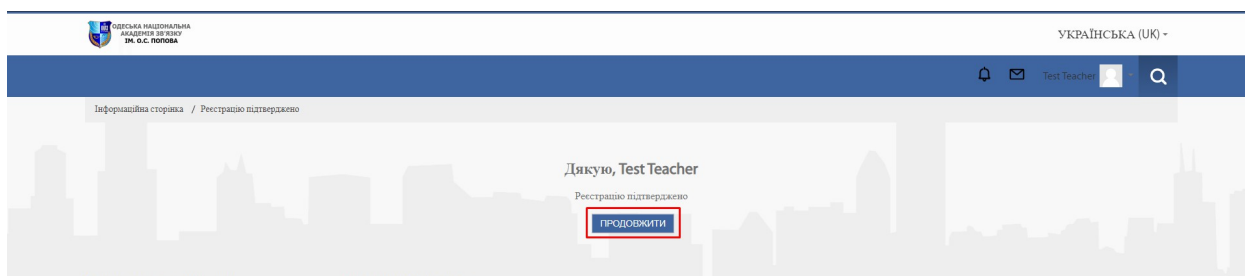 ОДЕСЬКА НАЦІОНАЛЬНА
АКАДЕМІЯ ЗВ'ЯЗКУ
ІМ. О.С. ПОПОВА
УКРАЇНСЬКА (UK)
Test Teacher
Інформаційна сторінка / Реєстрацію підтверджено
Дякую, Test Teacher
Реєстрацію підтверджено
ПРОДОВЖИТИ